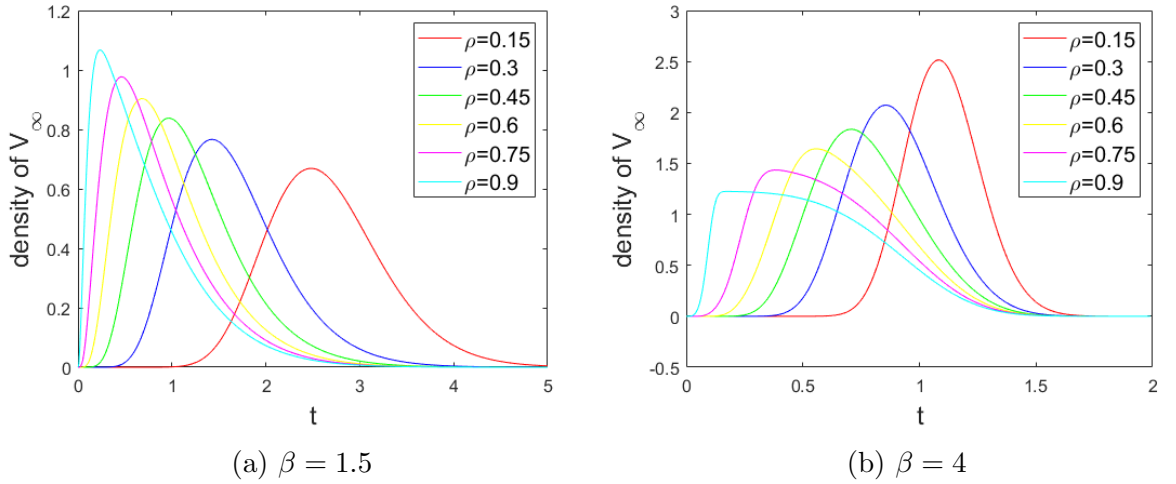 1.2
1
0.8
0.6
0.4
0.2
0
0 1 2 3 4 5
density of V∞
t
ρ=0.15
ρ=0.3
ρ=0.45
ρ=0.6
ρ=0.75
ρ=0.9
(a) β = 1.5
3
2.5
2
1.5
1
0.5
0
-0.5
0 0.5 1 1.5 2
density of V∞
t
ρ=0.15
ρ=0.3
ρ=0.45
ρ=0.6
ρ=0.75
ρ=0.9
(b) β = 4